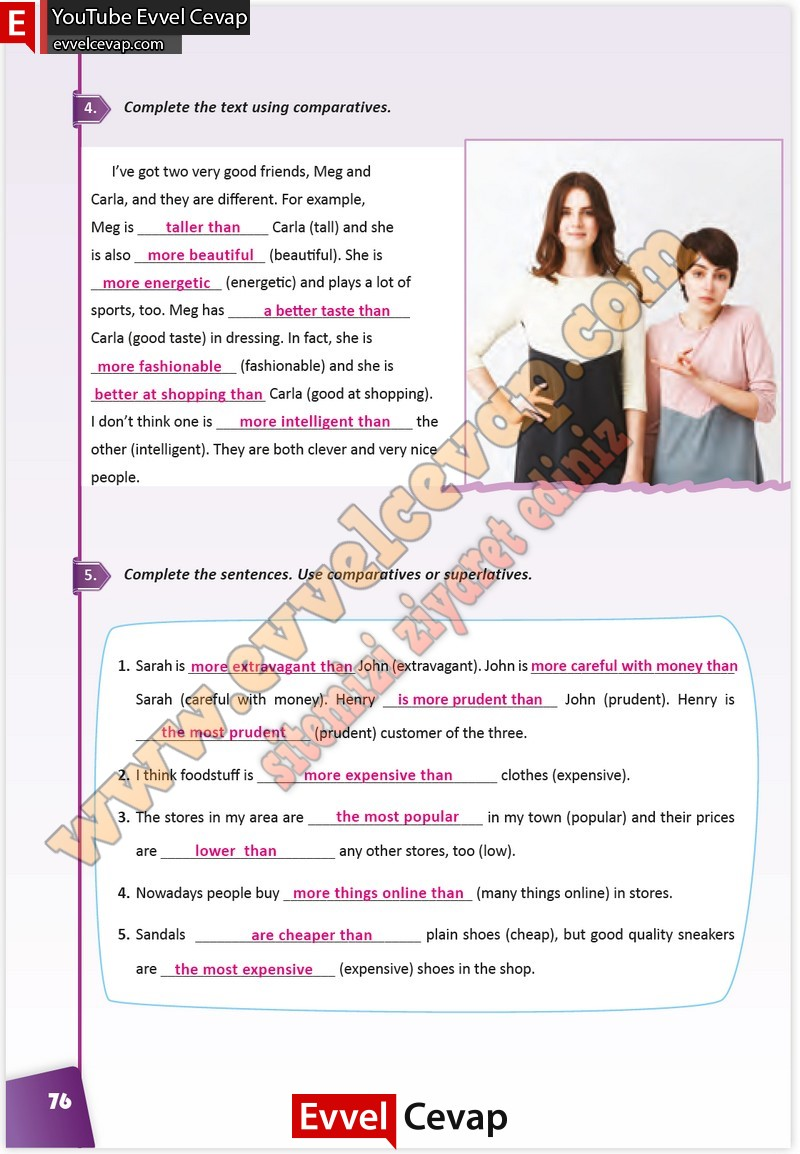 E YouTube Evvel Cevap
evvelcevap.com
4. Complete the text using comparatives.
I've got two very good friends, Meg and
Carla, and they are different. For example,
Meg is taller than Carla (tall) and she
is also more beautiful (beautiful). She is
more energetic (energetic) and plays a lot of
sports, too. Meg has a better taste than
Carla (good taste) in dressing. In fact, she is
more fashionable (fashionable) and she is
better at shopping than Carla (good at shopping).
I don't think one is more intelligent than the
other (intelligent). They are both clever and very nice
people.
www.evvelcevap.com
sitemizi ziyaret ediniz
5. Complete the sentences. Use comparatives or superlatives.
1. Sarah is more extravagant than John (extravagant). John is more careful with money than
Sarah (careful with money). Henry is more prudent than John (prudent). Henry is
the most prudent (prudent) customer of the three.
2. I think foodstuff is more expensive than clothes (expensive).
3. The stores in my area are the most popular in my town (popular) and their prices
are lower than any other stores, too (low).
4. Nowadays people buy more things online than (many things online) in stores.
5. Sandals are cheaper than plain shoes (cheap), but good quality sneakers
are the most expensive (expensive) shoes in the shop.
76
Evvel Cevap